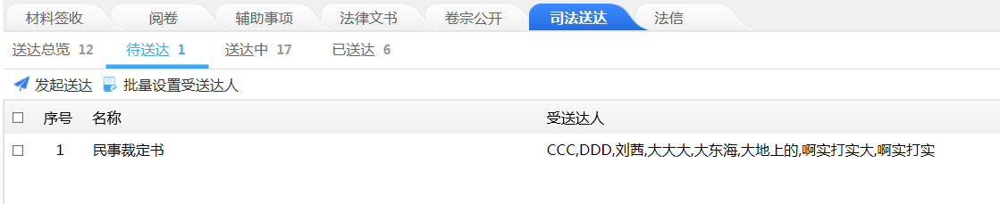 材料签收 阅卷 辅助事项 法律文书 卷宗公开 司法送达 法信
送达总览 12 待送达 1 送达中 17 已送达 6
发起送达 批量设置受送达人
序号 名称 受送达人
1 民事裁定书 CCC,DDD,刘茜,大大大,大东海,大地上的,啊实打实大,啊实打实